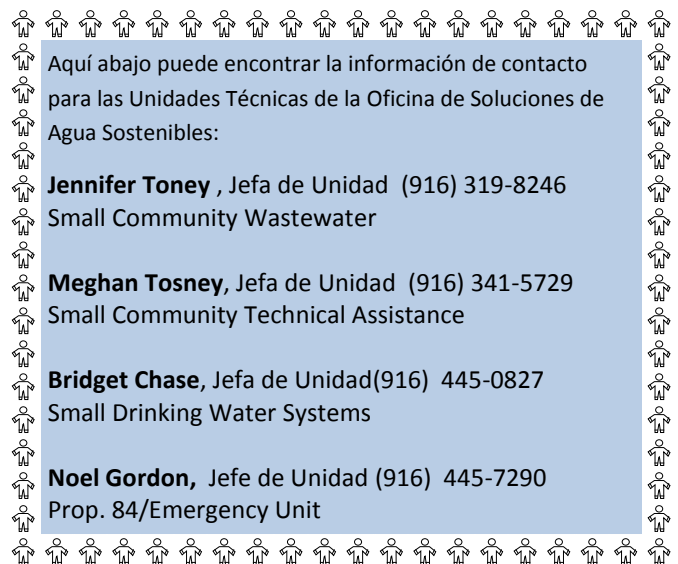 Aquí abajo puede encontrar la información de contacto
para las Unidades Técnicas de la Oficina de Soluciones de
Agua Sostenibles:
Jennifer Toney , Jefa de Unidad (916) 319-8246
Small Community Wastewater
Meghan Tosney, Jefa de Unidad (916) 341-5729
Small Community Technical Assistance
Bridget Chase, Jefa de Unidad(916) 445-0827
Small Drinking Water Systems
Noel Gordon, Jefe de Unidad (916) 445-7290
Prop. 84/Emergency Unit